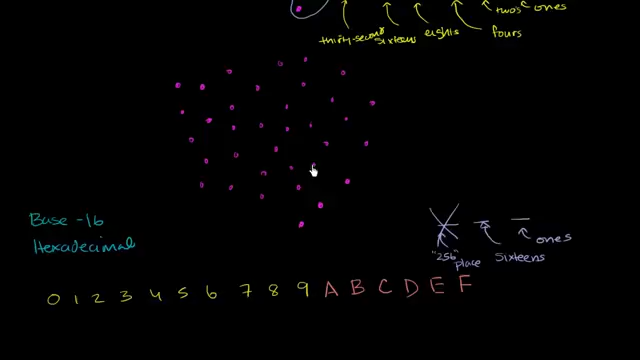 two's ones
thirty-seconds sixteens eights fours
Base -16
Hexadecimal
"256" place sixteens ones
0 1 2 3 4 5 6 7 8 9 A B C D E F